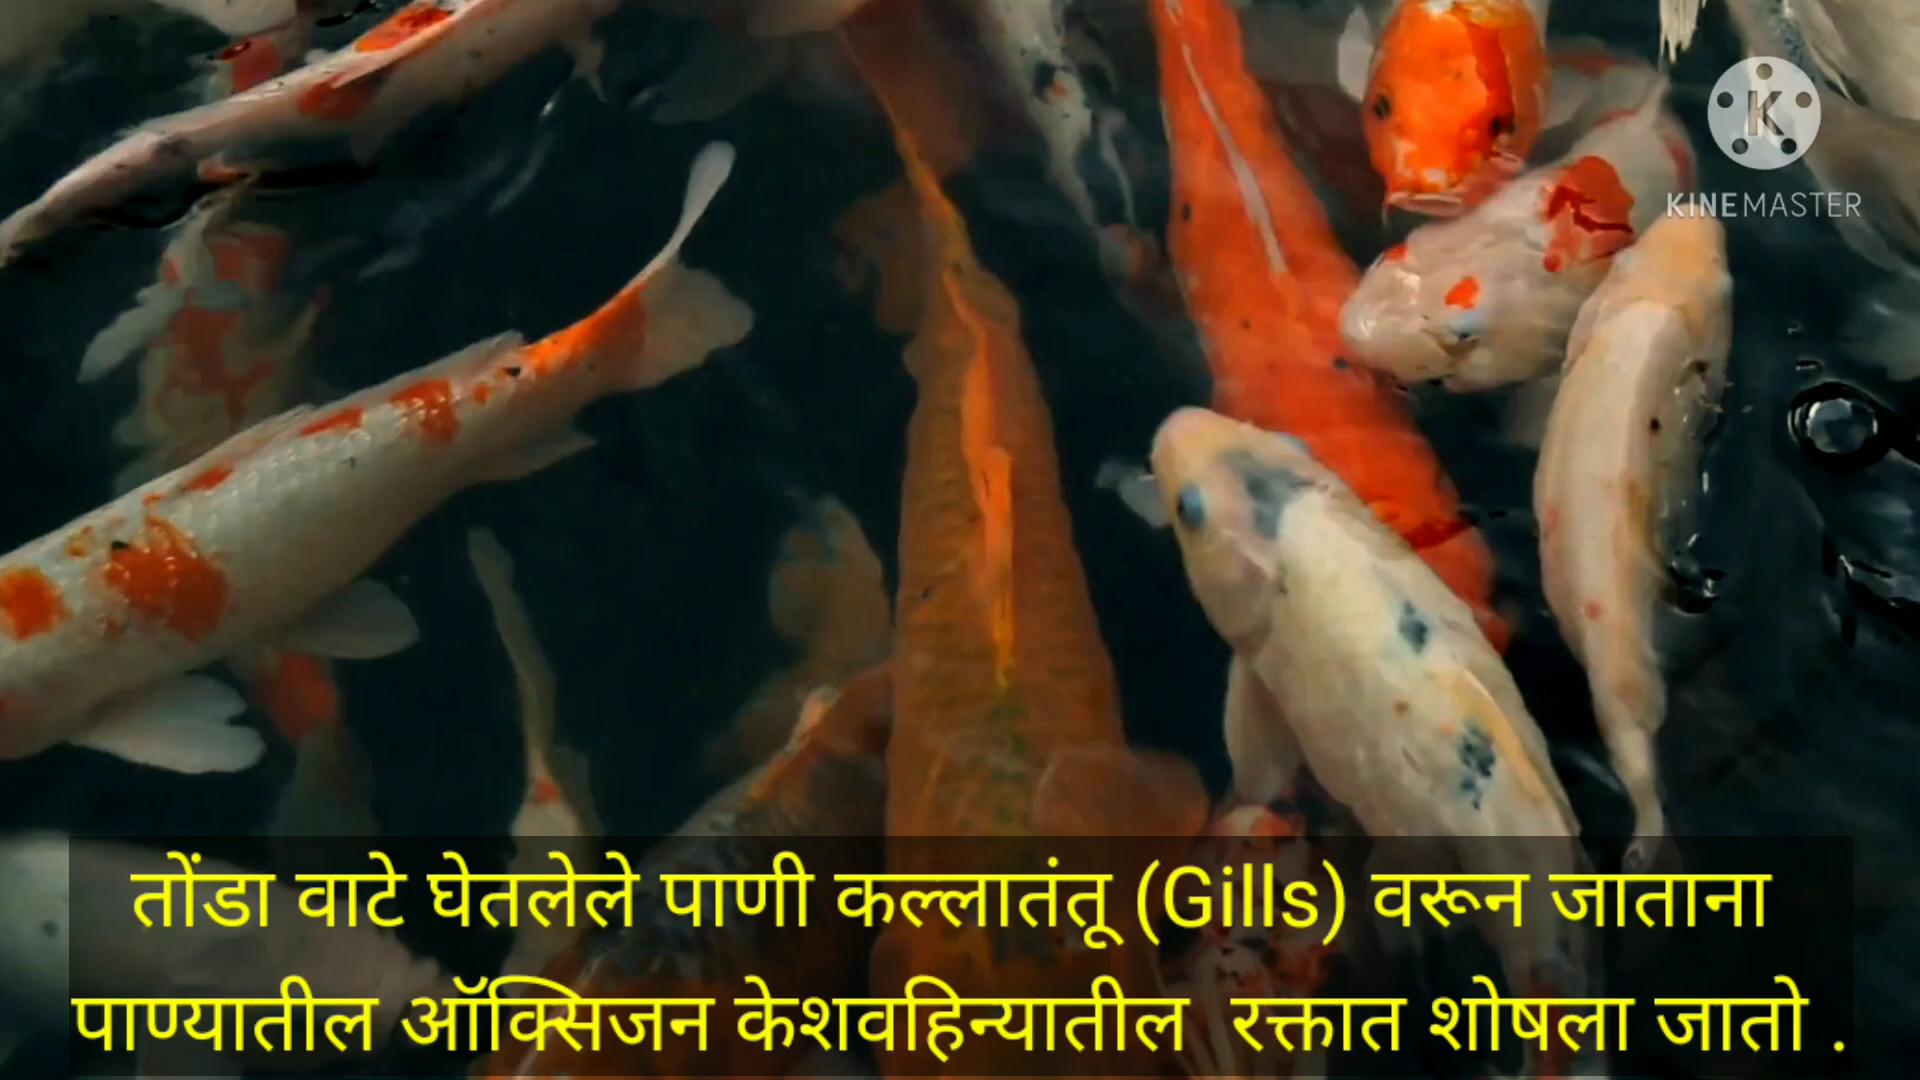 K
KINEMASTER
तोंडा वाटे घेतलेले पाणी कल्लातंतू (Gills) वरून जाताना
पाण्यातील ऑक्सिजन केशवहिन्यातील रक्तात शोषला जातो .